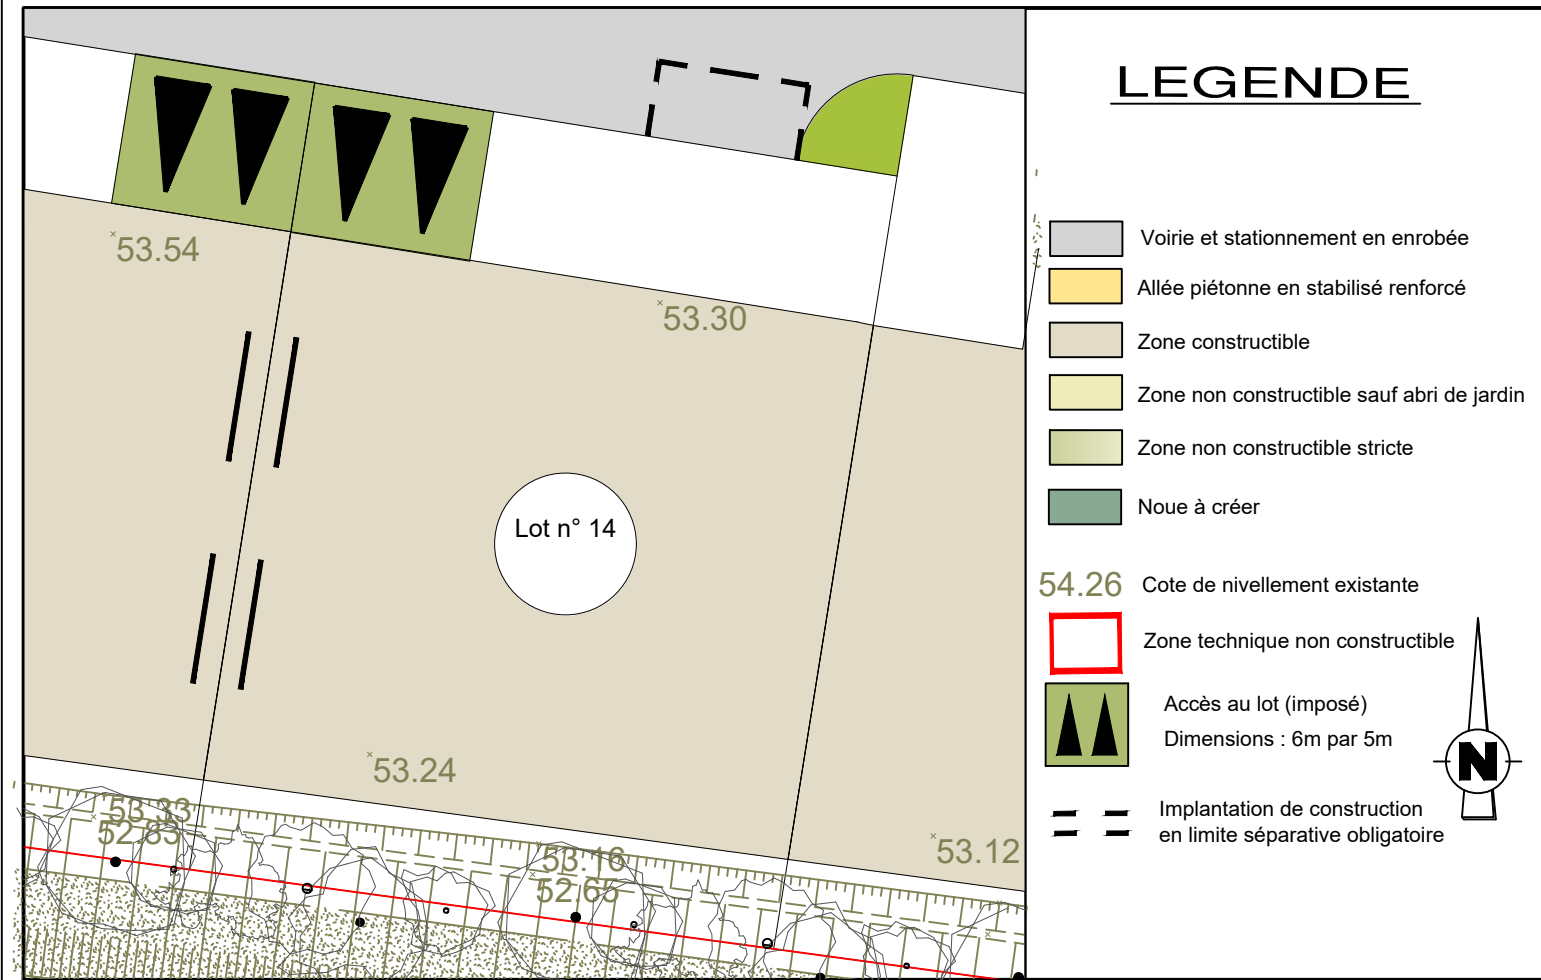 53.54
53.30
Lot n° 14
53.24
53.33
52.83
53.16
52.65
53.12
LEGENDE
Voirie et stationnement en enrobée
Allée piétonne en stabilisé renforcé
Zone constructible
Zone non constructible sauf abri de jardin
Zone non constructible stricte
Noue à créer
54.26 Cote de nivellement existante
Zone technique non constructible
Accès au lot (imposé)
Dimensions : 6m par 5m
N
Implantation de construction
en limite séparative obligatoire